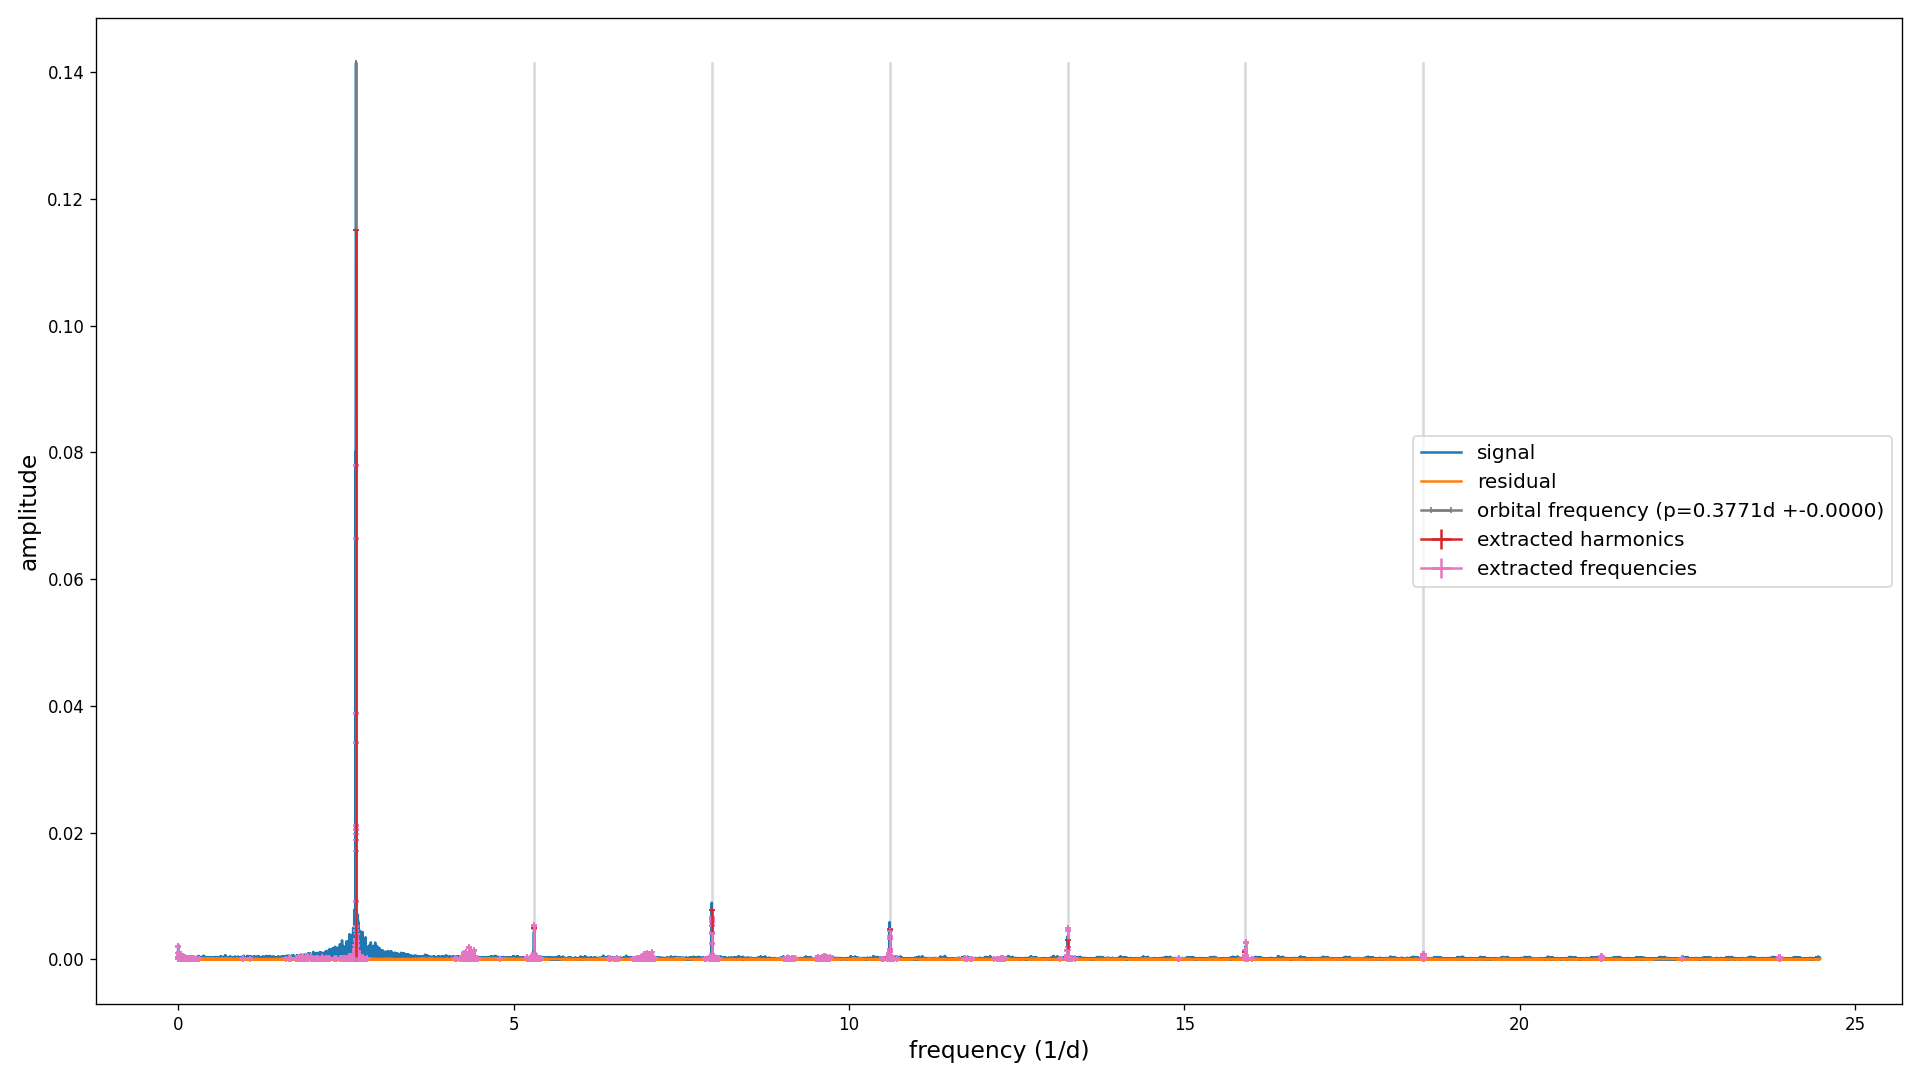 0.14
0.12
0.10
0.08
0.06
0.04
0.02
0.00
amplitude
signal
residual
orbital frequency (p=0.3771d +-0.0000)
extracted harmonics
extracted frequencies
0 5 10 15 20 25
frequency (1/d)